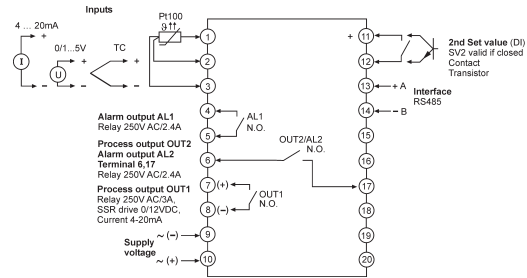 Inputs
4 ... 20mA
+
I
–
0/1...5V
+
U
–
TC
+
–
Pt100
ϑ ↑↑
1
2
3
4
5
6
7
8
9
10
Alarm output AL1
Relay 250V AC/2.4A
Process output OUT2
Alarm output AL2
Terminal 6,17
Relay 250V AC/2.4A
Process output OUT1
Relay 250V AC/3A,
SSR drive 0/12VDC,
Current 4-20mA
Supply
voltage
~ (–)
~ (+)
AL1
N.O.
OUT2/AL2
N.O.
(+)
(–)
OUT1
N.O.
+
11
12
13
14
15
16
17
18
19
20
2nd Set value (DI)
SV2 valid if closed
Contact
Transistor
+ A
– B
Interface
RS485